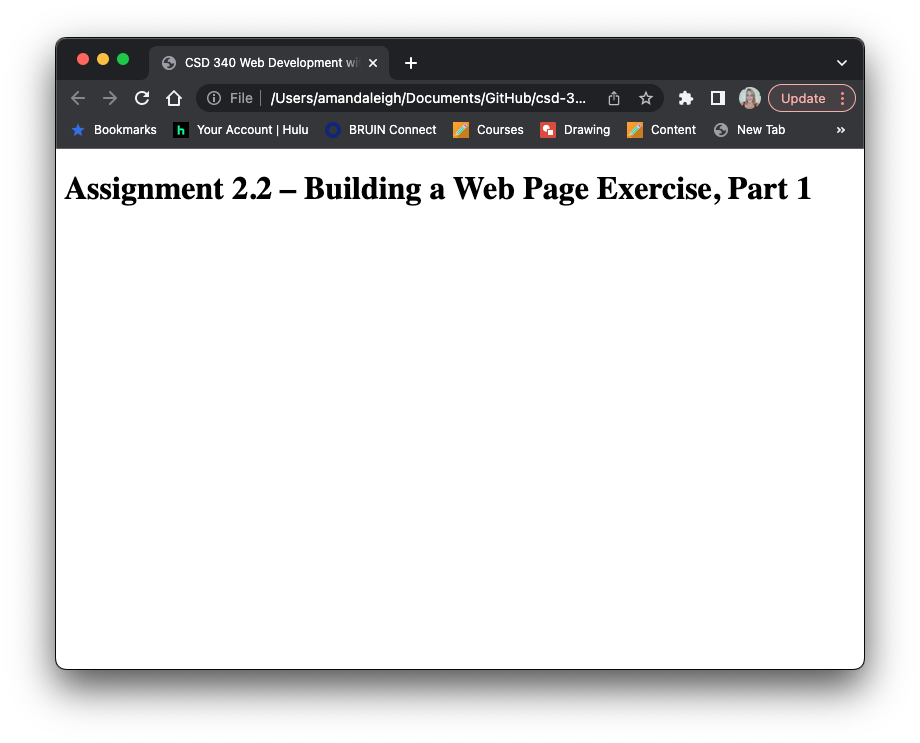 CSD 340 Web Development wi
File
/Users/amandaleigh/Documents/GitHub/csd-3...
Update
Bookmarks
h
Your Account | Hulu
BRUIN Connect
Courses
Drawing
Content
New Tab
Assignment 2.2 – Building a Web Page Exercise, Part 1